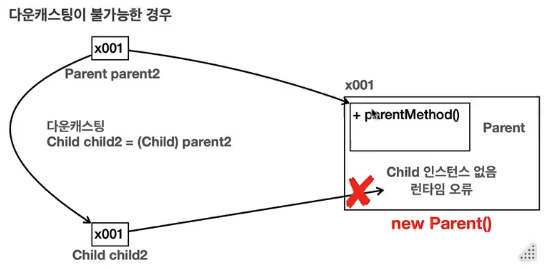 다운캐스팅이 불가능한 경우
x001
Parent parent2
x001
+ parentMethod()
Parent
다운캐스팅
Child child2 = (Child) parent2
Child 인스턴스 없음
런타임 오류
new Parent()
x001
Child child2